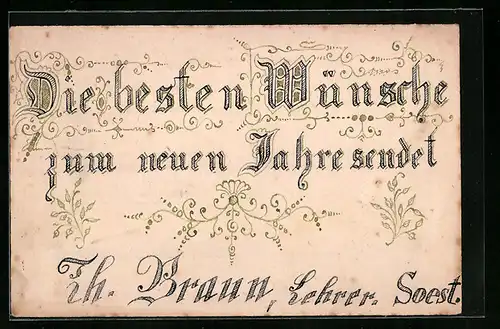 Die besten Wünsche
zum neuen Jahre sendet
Th. Braun, Lehrer. Soest.